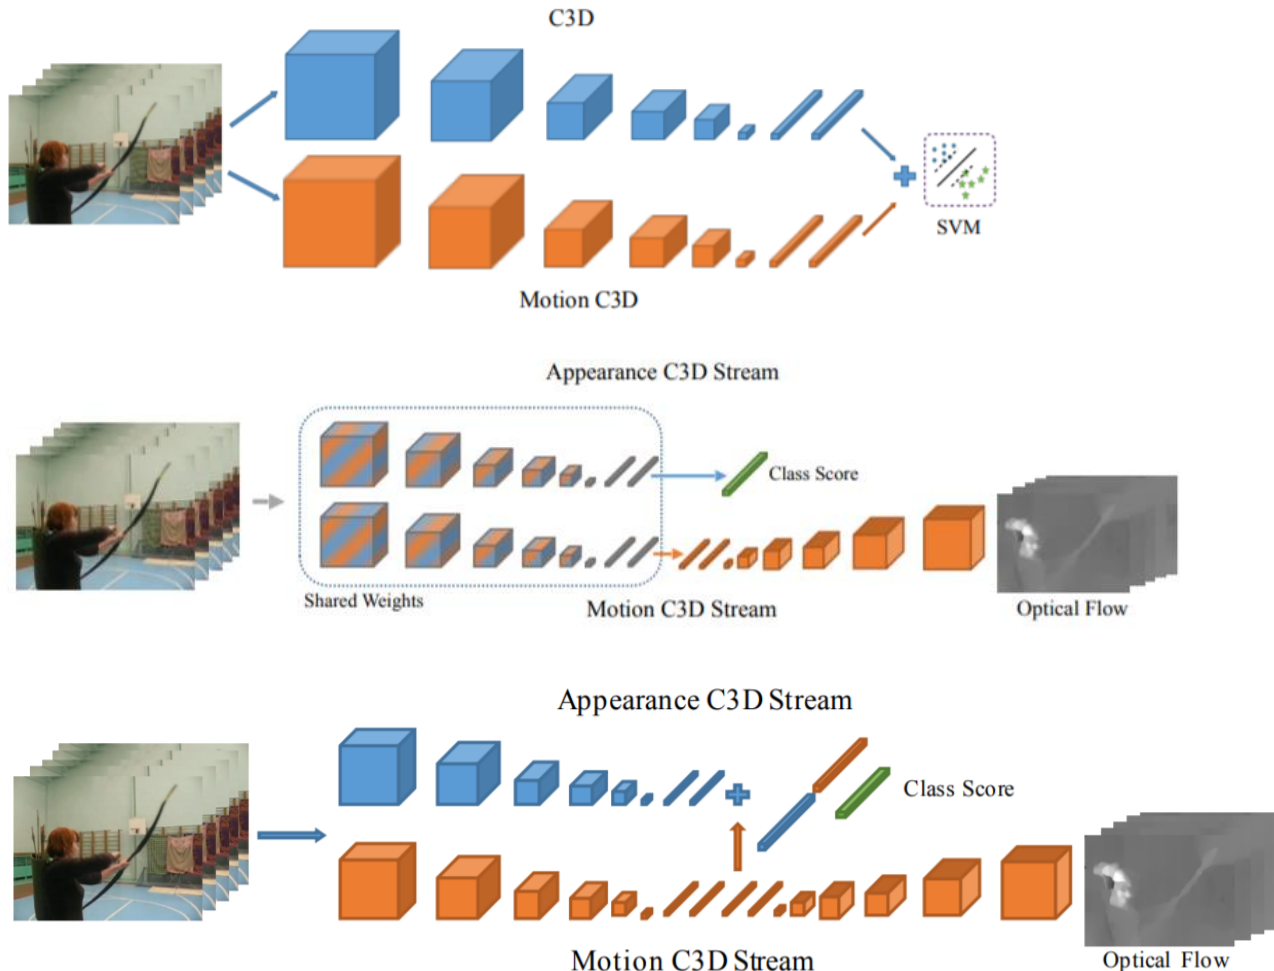 C3D
SVM
Motion C3D
Appearance C3D Stream
Class Score
Shared Weights
Motion C3D Stream
Optical Flow
Appearance C3D Stream
Class Score
Motion C3D Stream
Optical Flow